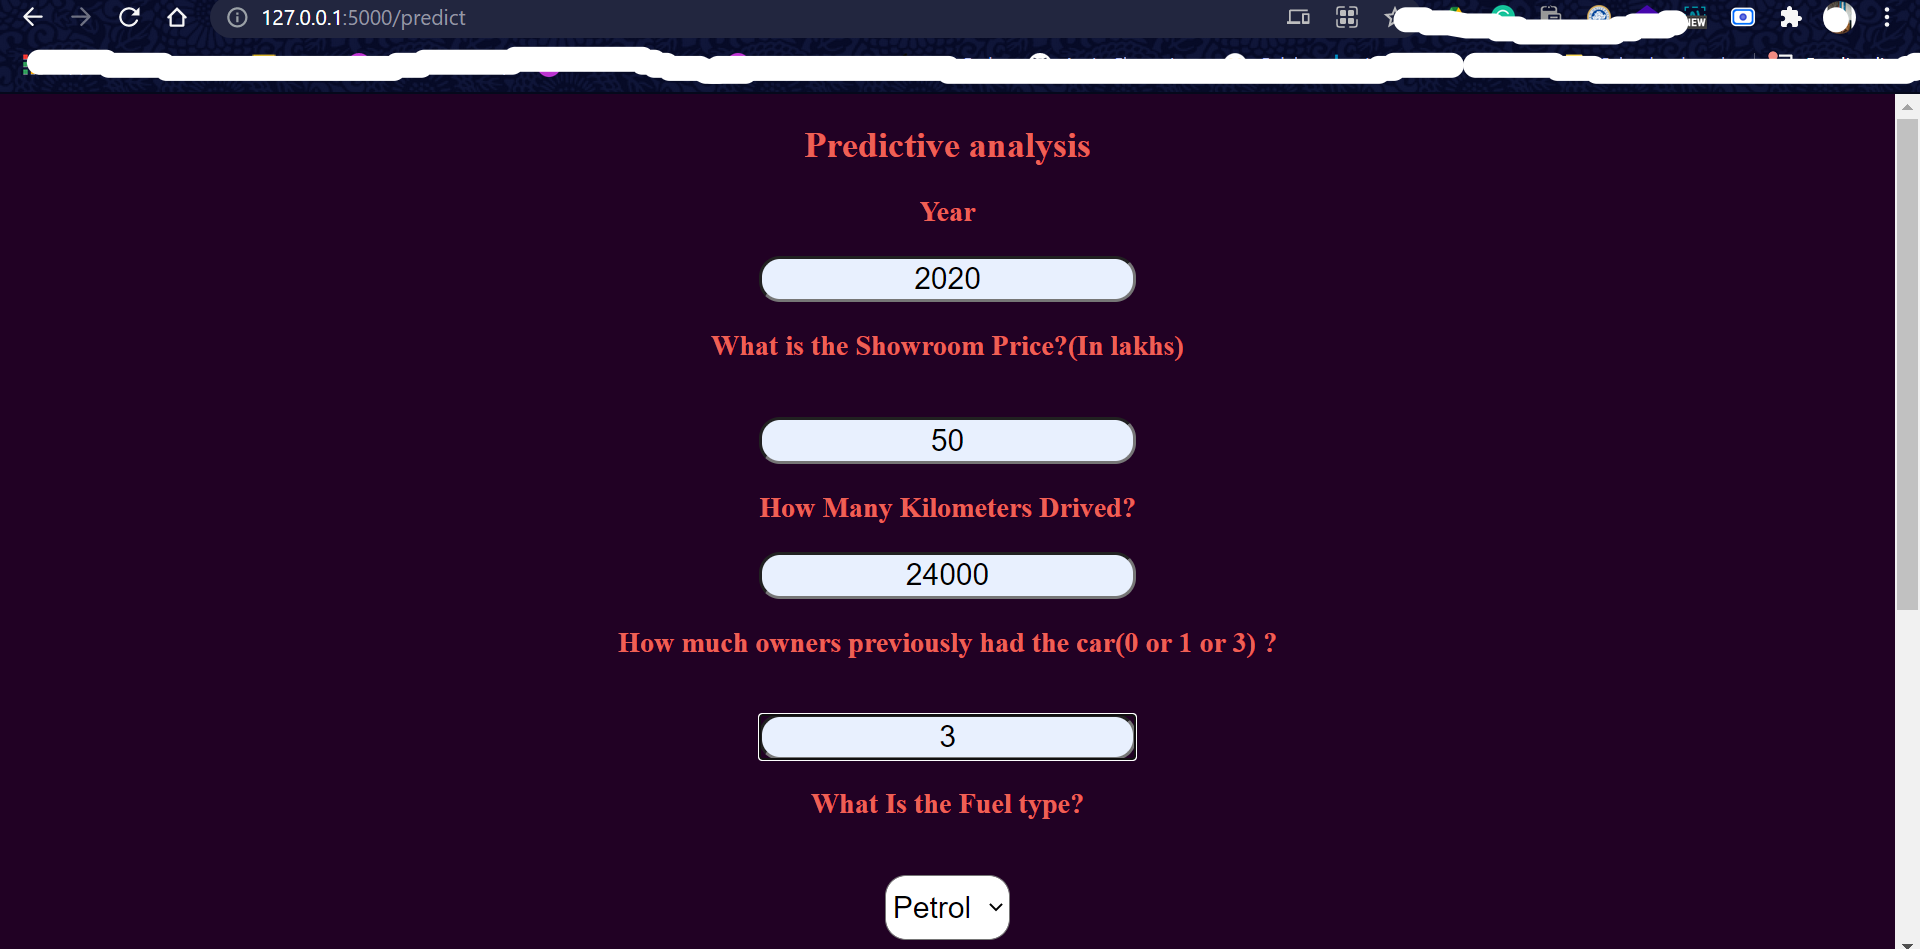 127.0.0.1:5000/predict
NEW
Predictive analysis
Year
2020
What is the Showroom Price?(In lakhs)
50
How Many Kilometers Drived?
24000
How much owners previously had the car(0 or 1 or 3) ?
3
What Is the Fuel type?
Petrol